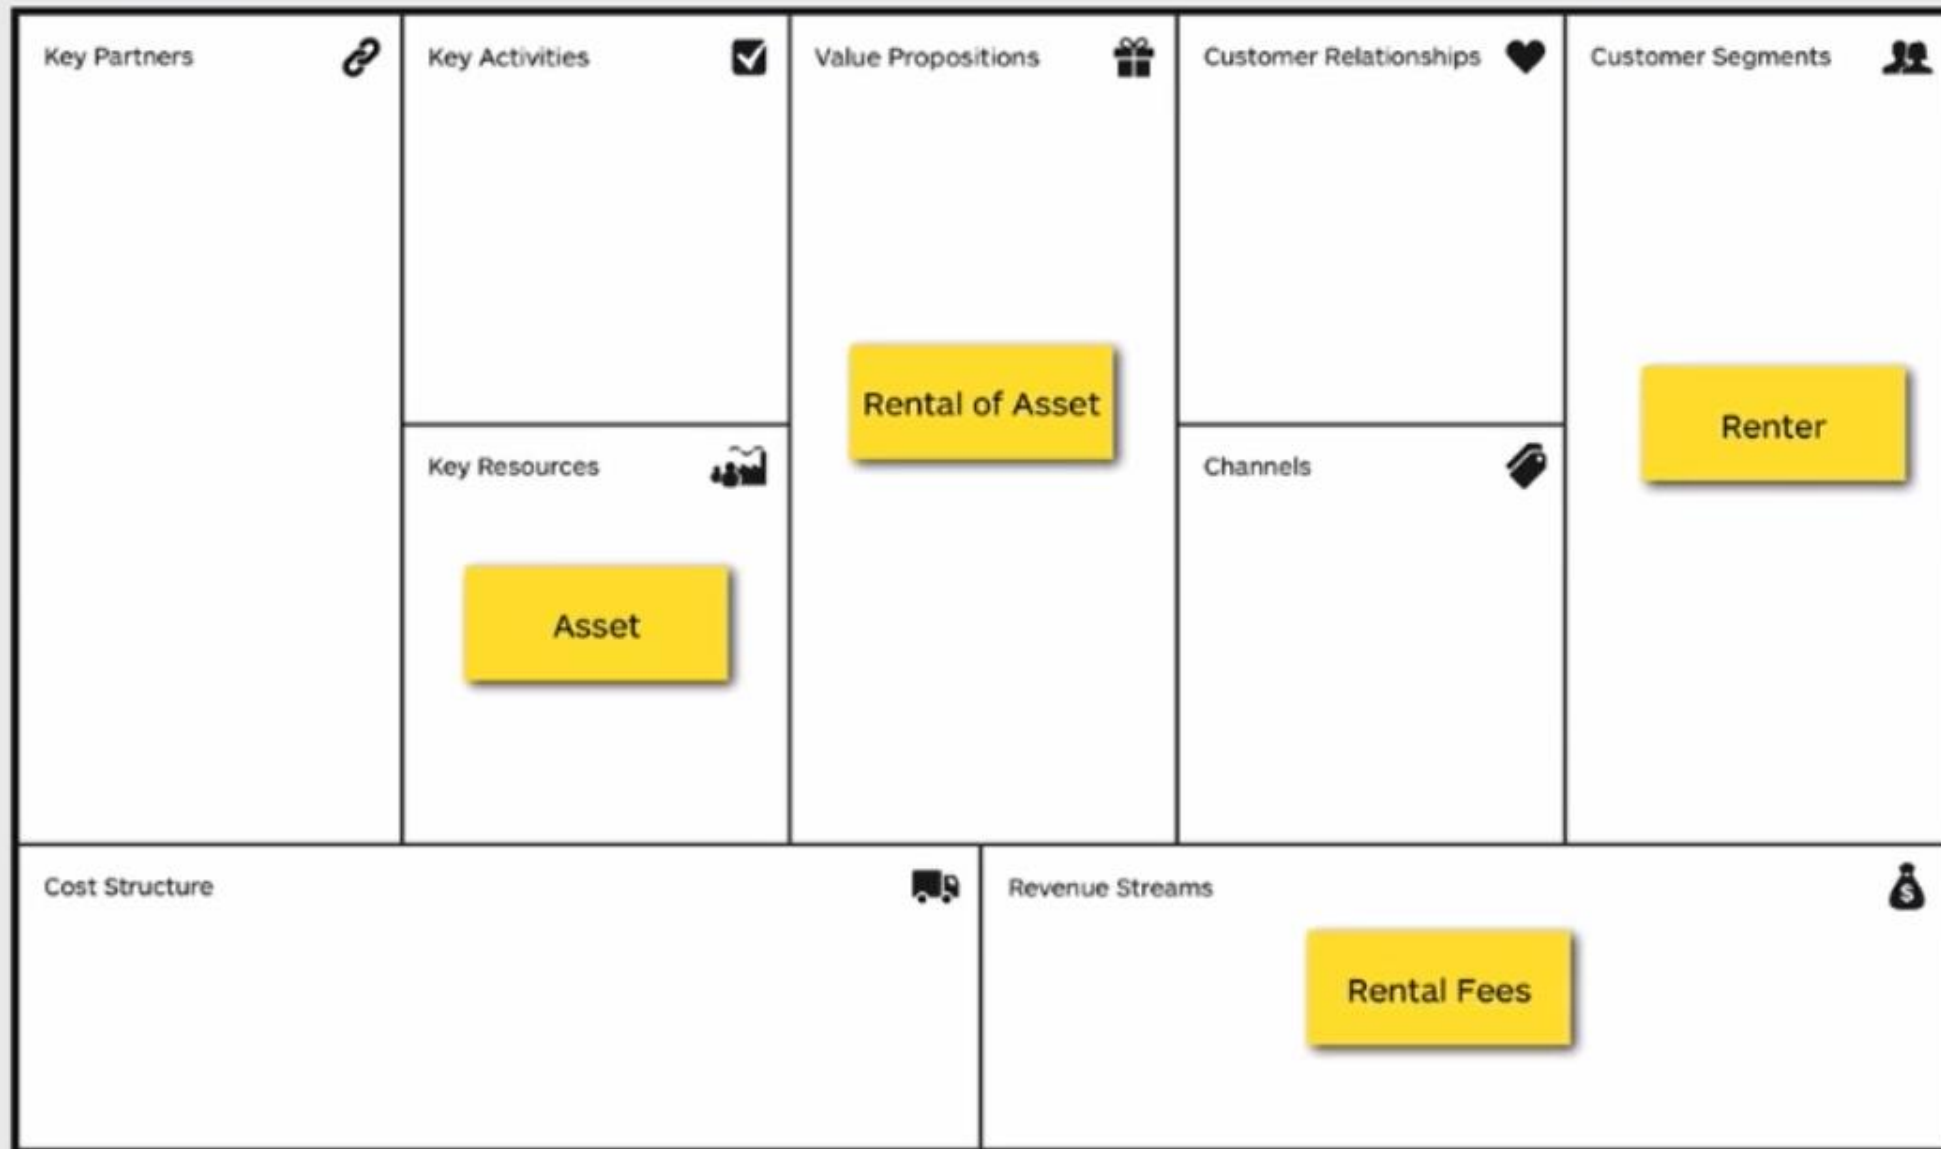 Key Partners
Key Activities
Value Propositions
Customer Relationships
Customer Segments
Rental of Asset
Renter
Key Resources
Channels
Asset
Cost Structure
Revenue Streams
$
Rental Fees